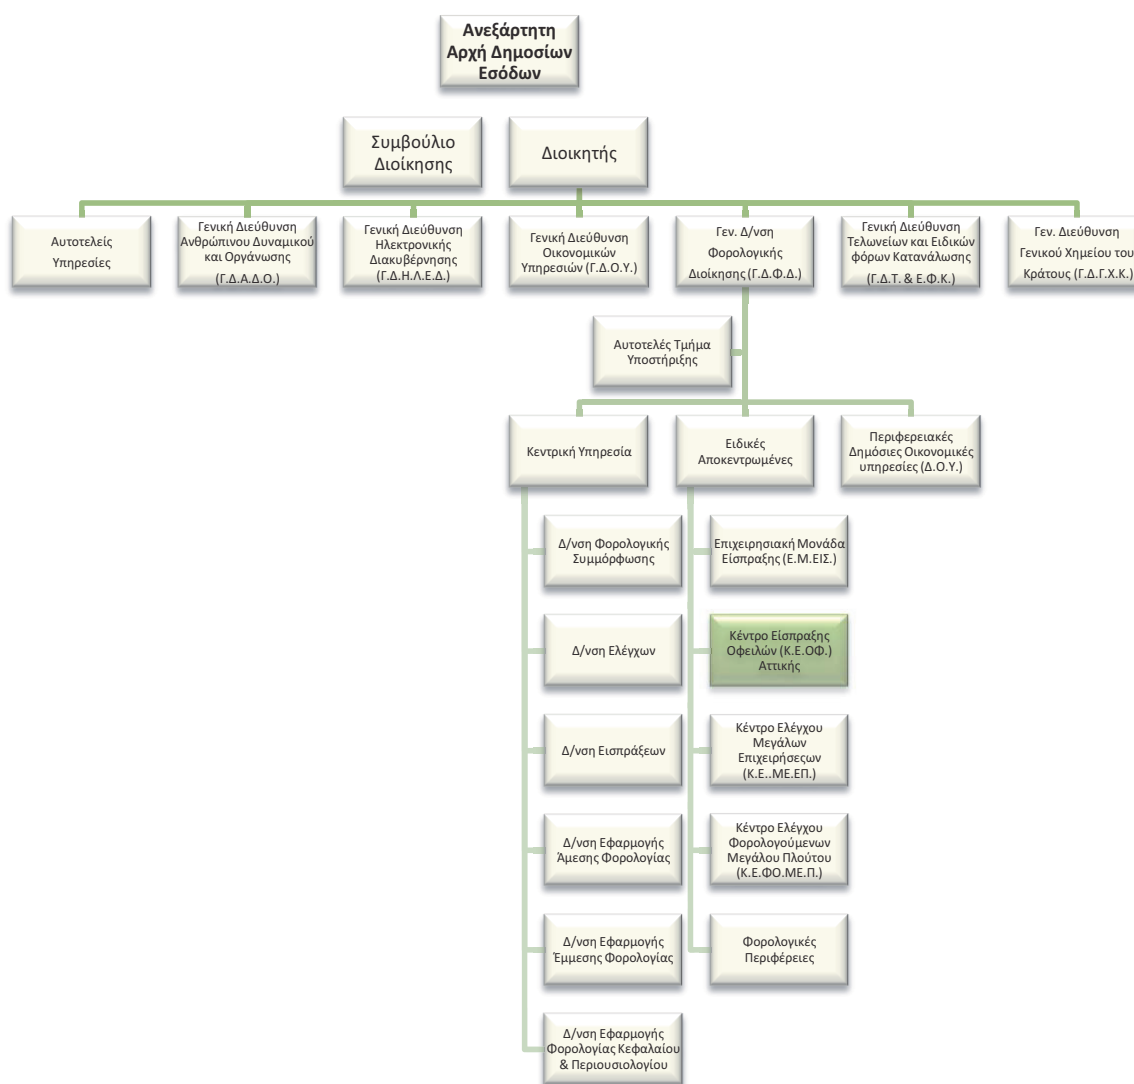 Ανεξάρτητη
Αρχή Δημοσίων
Εσόδων
Συμβούλιο
Διοίκησης
Διοικητής
Αυτοτελείς
Υπηρεσίες
Γενική Διεύθυνση
Ανθρώπινου Δυναμικού
και Οργάνωσης
(Γ.Δ.Α.Δ.Ο.)
Γενική Διεύθυνση
Ηλεκτρονικής
Διακυβέρνησης
(Γ.Δ.Η.Λ.Ε.Δ.)
Γενική Διεύθυνση
Οικονομικών
Υπηρεσιών (Γ.Δ.Ο.Υ.)
Γεν. Δ/νση
Φορολογικής
Διοίκησης (Γ.Δ.Φ.Δ.)
Γενική Διεύθυνση
Τελωνείων και Ειδικών
φόρων Κατανάλωσης
(Γ.Δ.Τ. & Ε.Φ.Κ.)
Γεν. Διεύθυνση
Γενικού Χημείου του
Κράτους (Γ.Δ.Γ.Χ.Κ.)
Αυτοτελές Τμήμα
Υποστήριξης
Κεντρική Υπηρεσία
Ειδικές
Αποκεντρωμένες
Περιφερειακές
Δημόσιες Οικονομικές
υπηρεσίες (Δ.Ο.Υ.)
Δ/νση Φορολογικής
Συμμόρφωσης
Δ/νση Ελέγχων
Δ/νση Εισπράξεων
Δ/νση Εφαρμογής
Άμεσης Φορολογίας
Δ/νση Εφαρμογής
Έμμεσης Φορολογίας
Δ/νση Εφαρμογής
Φορολογίας Κεφαλαίου
& Περιουσιολογίου
Επιχειρησιακή Μονάδα
Είσπραξης (Ε.Μ.ΕΙΣ.)
Κέντρο Είσπραξης
Οφειλών (Κ.Ε.ΟΦ.)
Αττικής
Κέντρο Ελέγχου
Μεγάλων
Επιχειρήσεςων
(Κ.Ε..ΜΕ.ΕΠ.)
Κέντρο Ελέγχου
Φορολογούμενων
Μεγάλου Πλούτου
(Κ.Ε.ΦΟ.ΜΕ.Π.)
Φορολογικές
Περιφέρειες